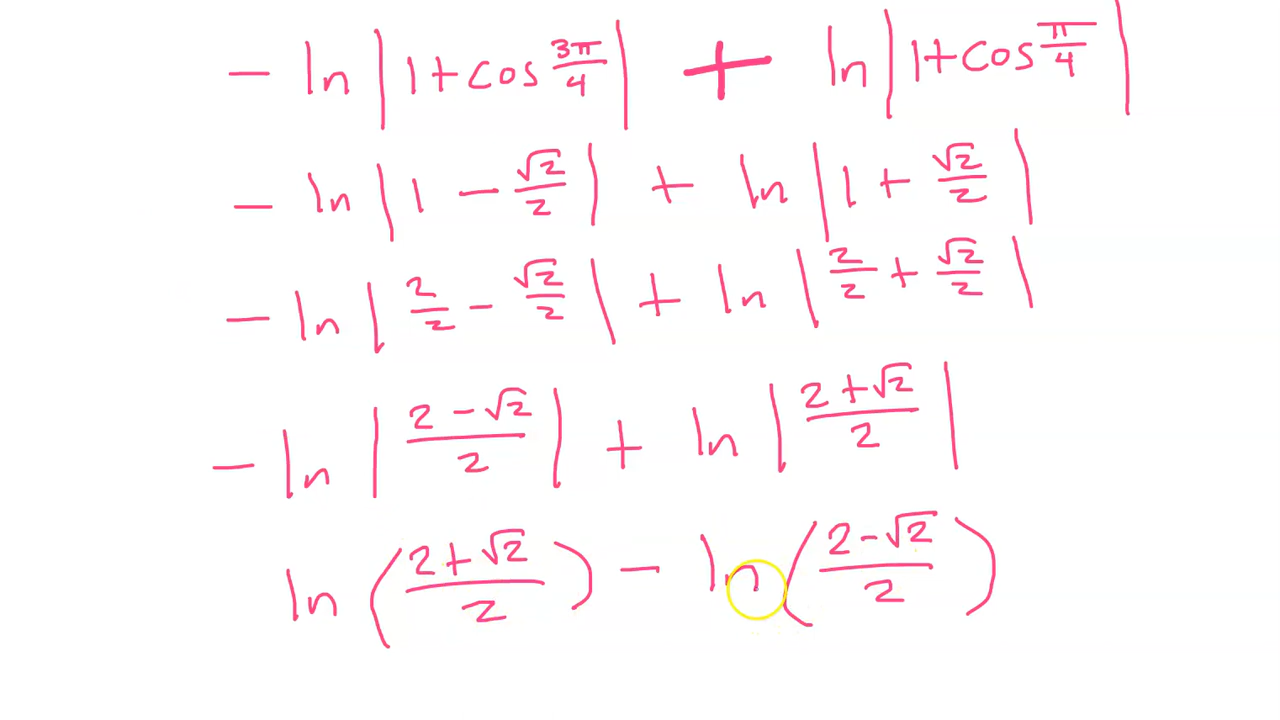 − ln |1 + cos 3π/4| + ln |1 + cos π/4|
− ln |1 − √2/2| + ln |1 + √2/2|
− ln |2/2 − √2/2| + ln |2/2 + √2/2|
− ln |(2 − √2)/2| + ln |(2 + √2)/2|
ln ((2 + √2)/2) − ln ((2 − √2)/2)